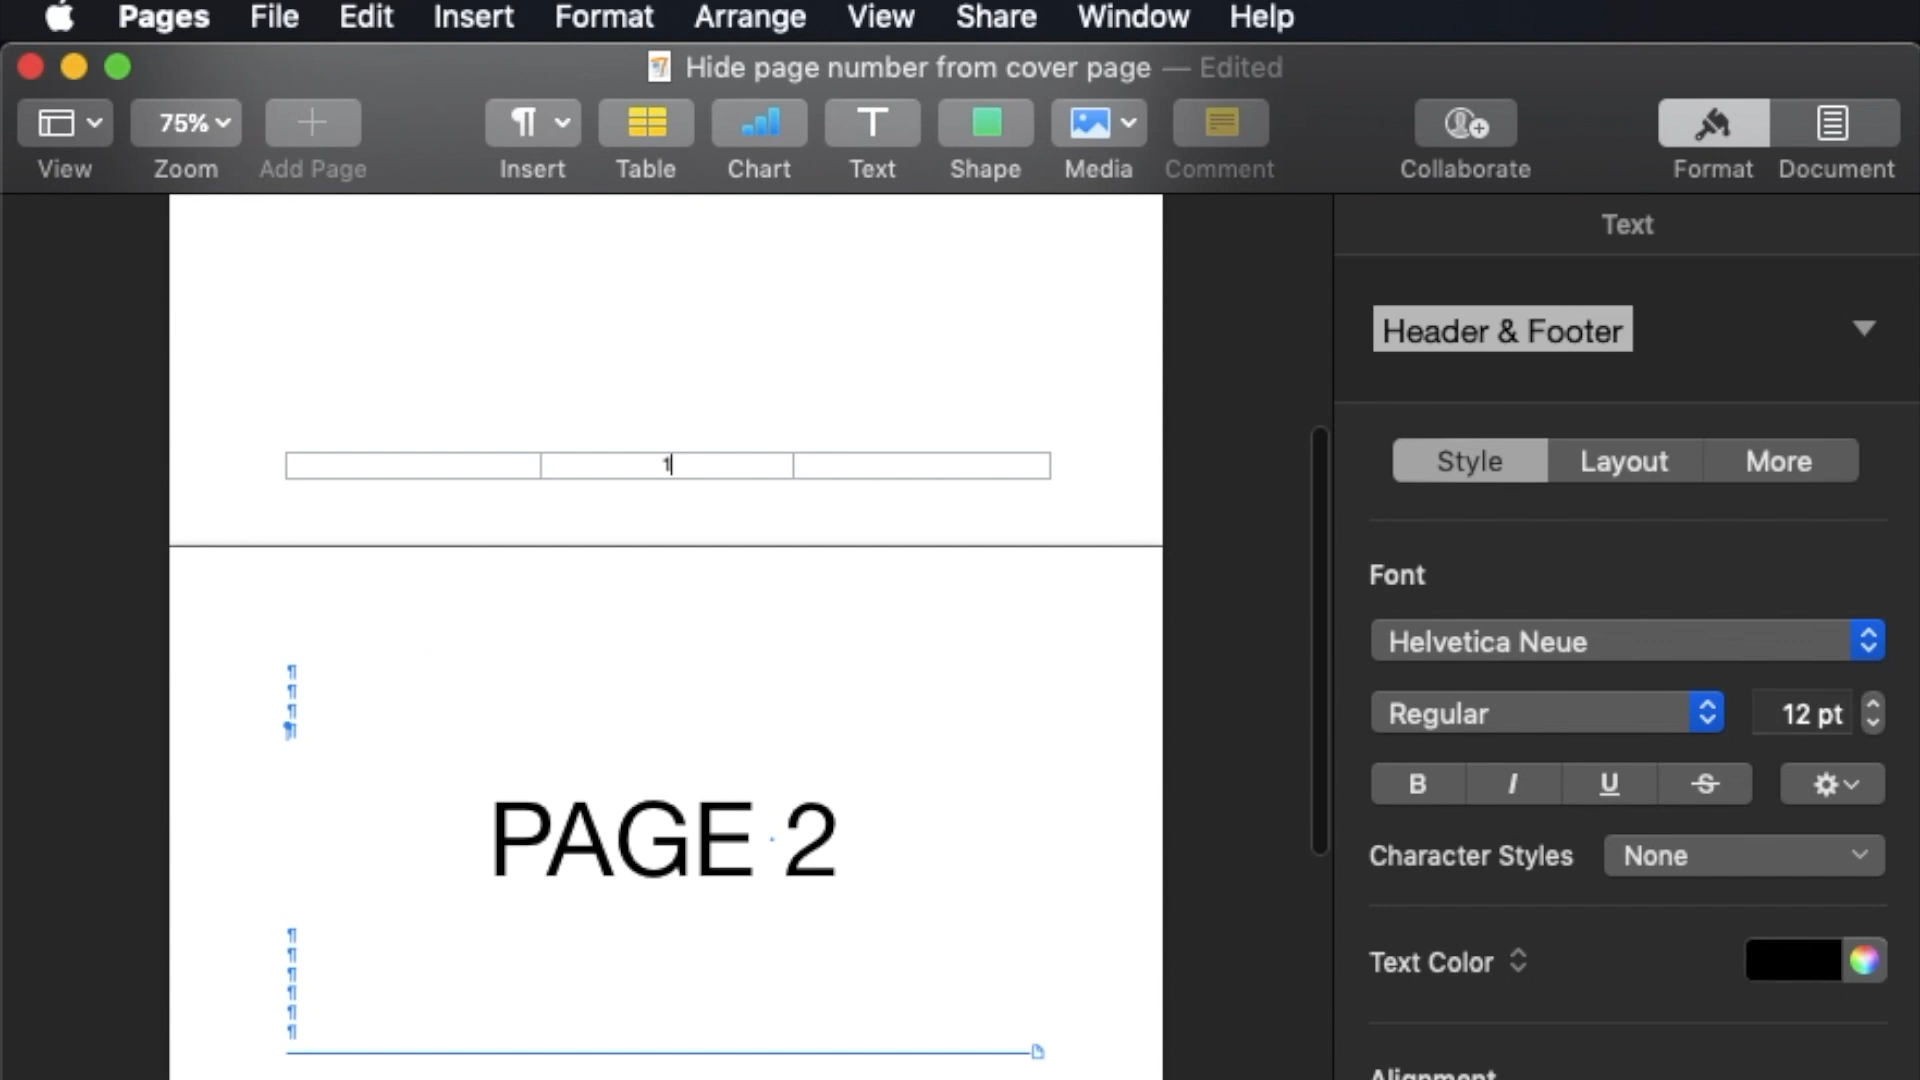 Pages File Edit Insert Format Arrange View Share Window Help
Hide page number from cover page — Edited
75%
View Zoom Add Page Insert Table Chart Text Shape Media Comment Collaborate Format Document
Text
Header & Footer
Style Layout More
1
Font
Helvetica Neue
Regular 12 pt
B I U S
PAGE 2
Character Styles None
Text Color
Alignment